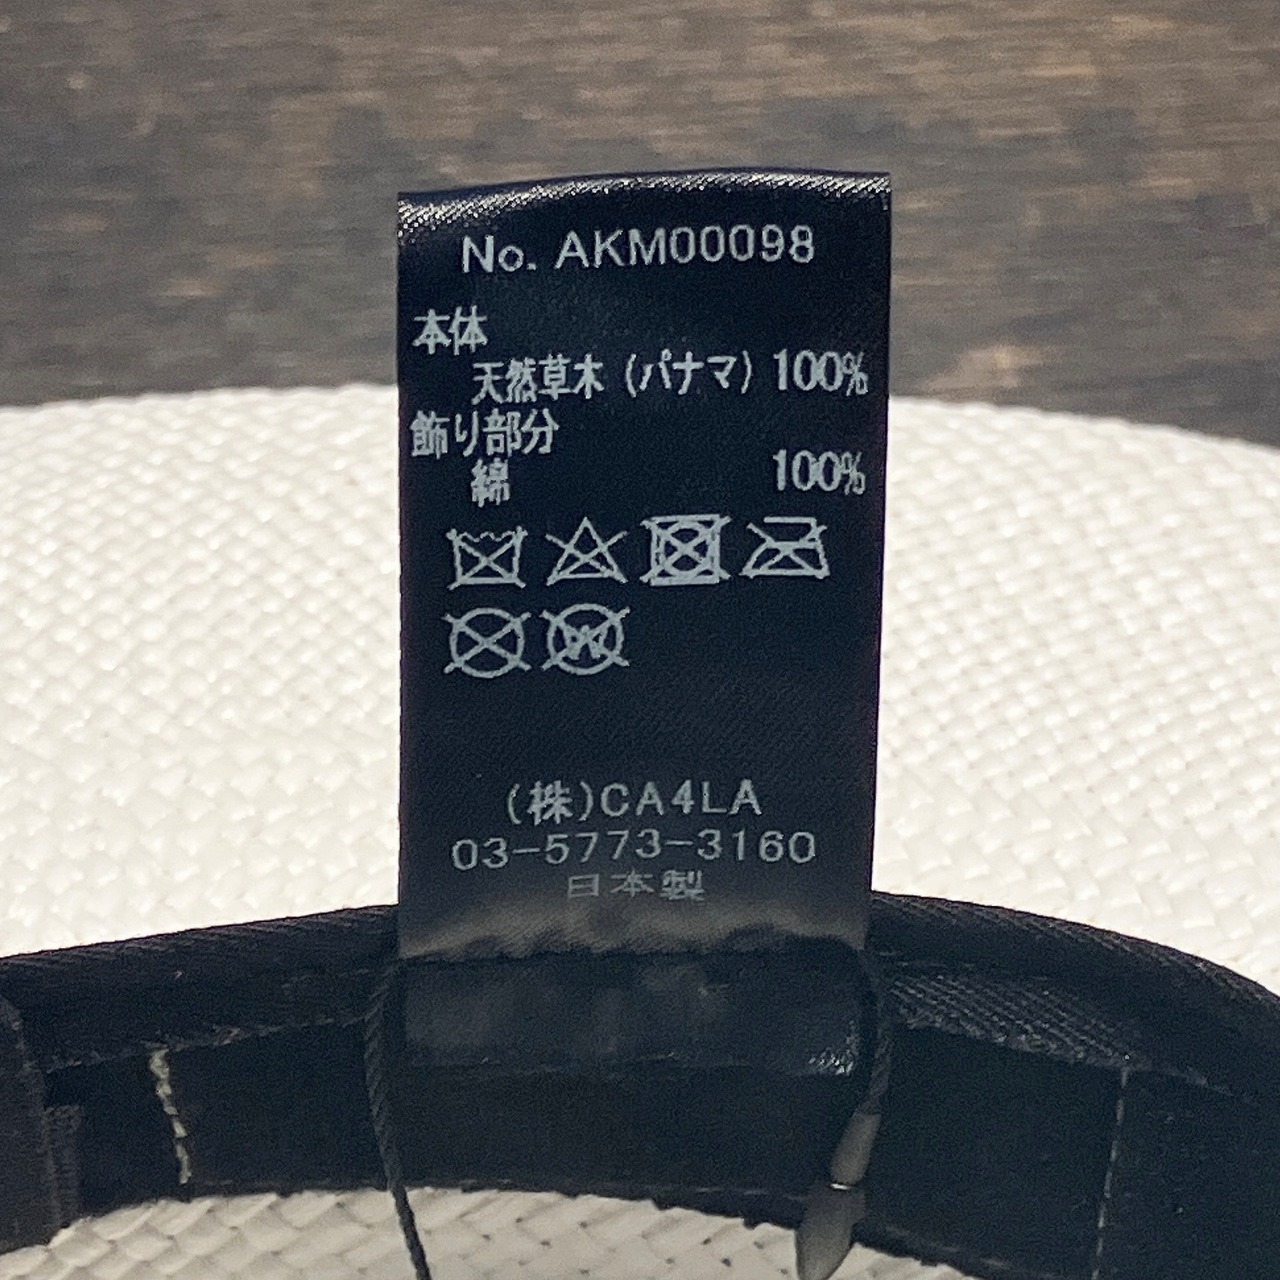 No. AKM00098
本体
天然草木 (パナマ) 100%
飾り部分
綿 100%
(株)CA4LA
03-5773-3160
日本製